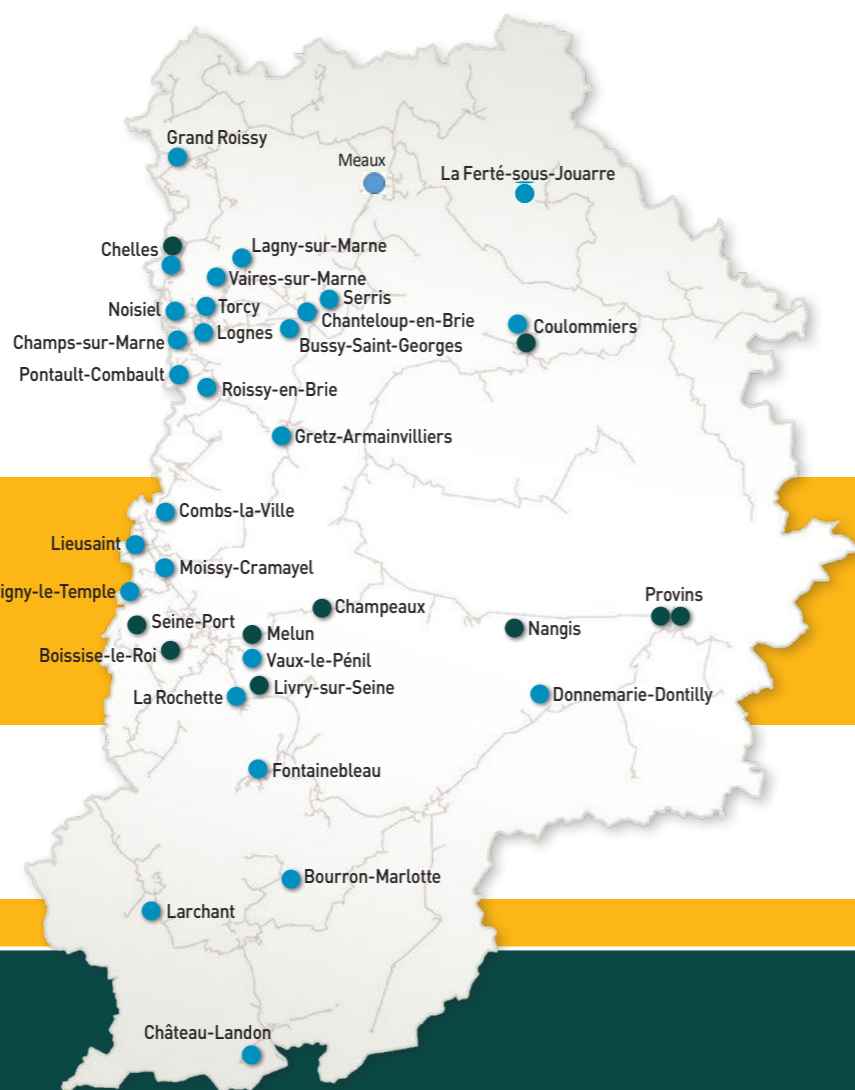 Grand Roissy
Meaux
La Ferté-sous-Jouarre
Chelles
Lagny-sur-Marne
Vaires-sur-Marne
Serris
Noisiel
Torcy
Chanteloup-en-Brie
Coulommiers
Lognes
Champs-sur-Marne
Bussy-Saint-Georges
Pontault-Combault
Roissy-en-Brie
Gretz-Armainvilliers
Combs-la-Ville
Lieusaint
Moissy-Cramayel
igny-le-Temple
Provins
Champeaux
Seine-Port
Nangis
Melun
Boissise-le-Roi
Vaux-le-Pénil
Livry-sur-Seine
La Rochette
Donnemarie-Dontilly
Fontainebleau
Bourron-Marlotte
Larchant
Château-Landon